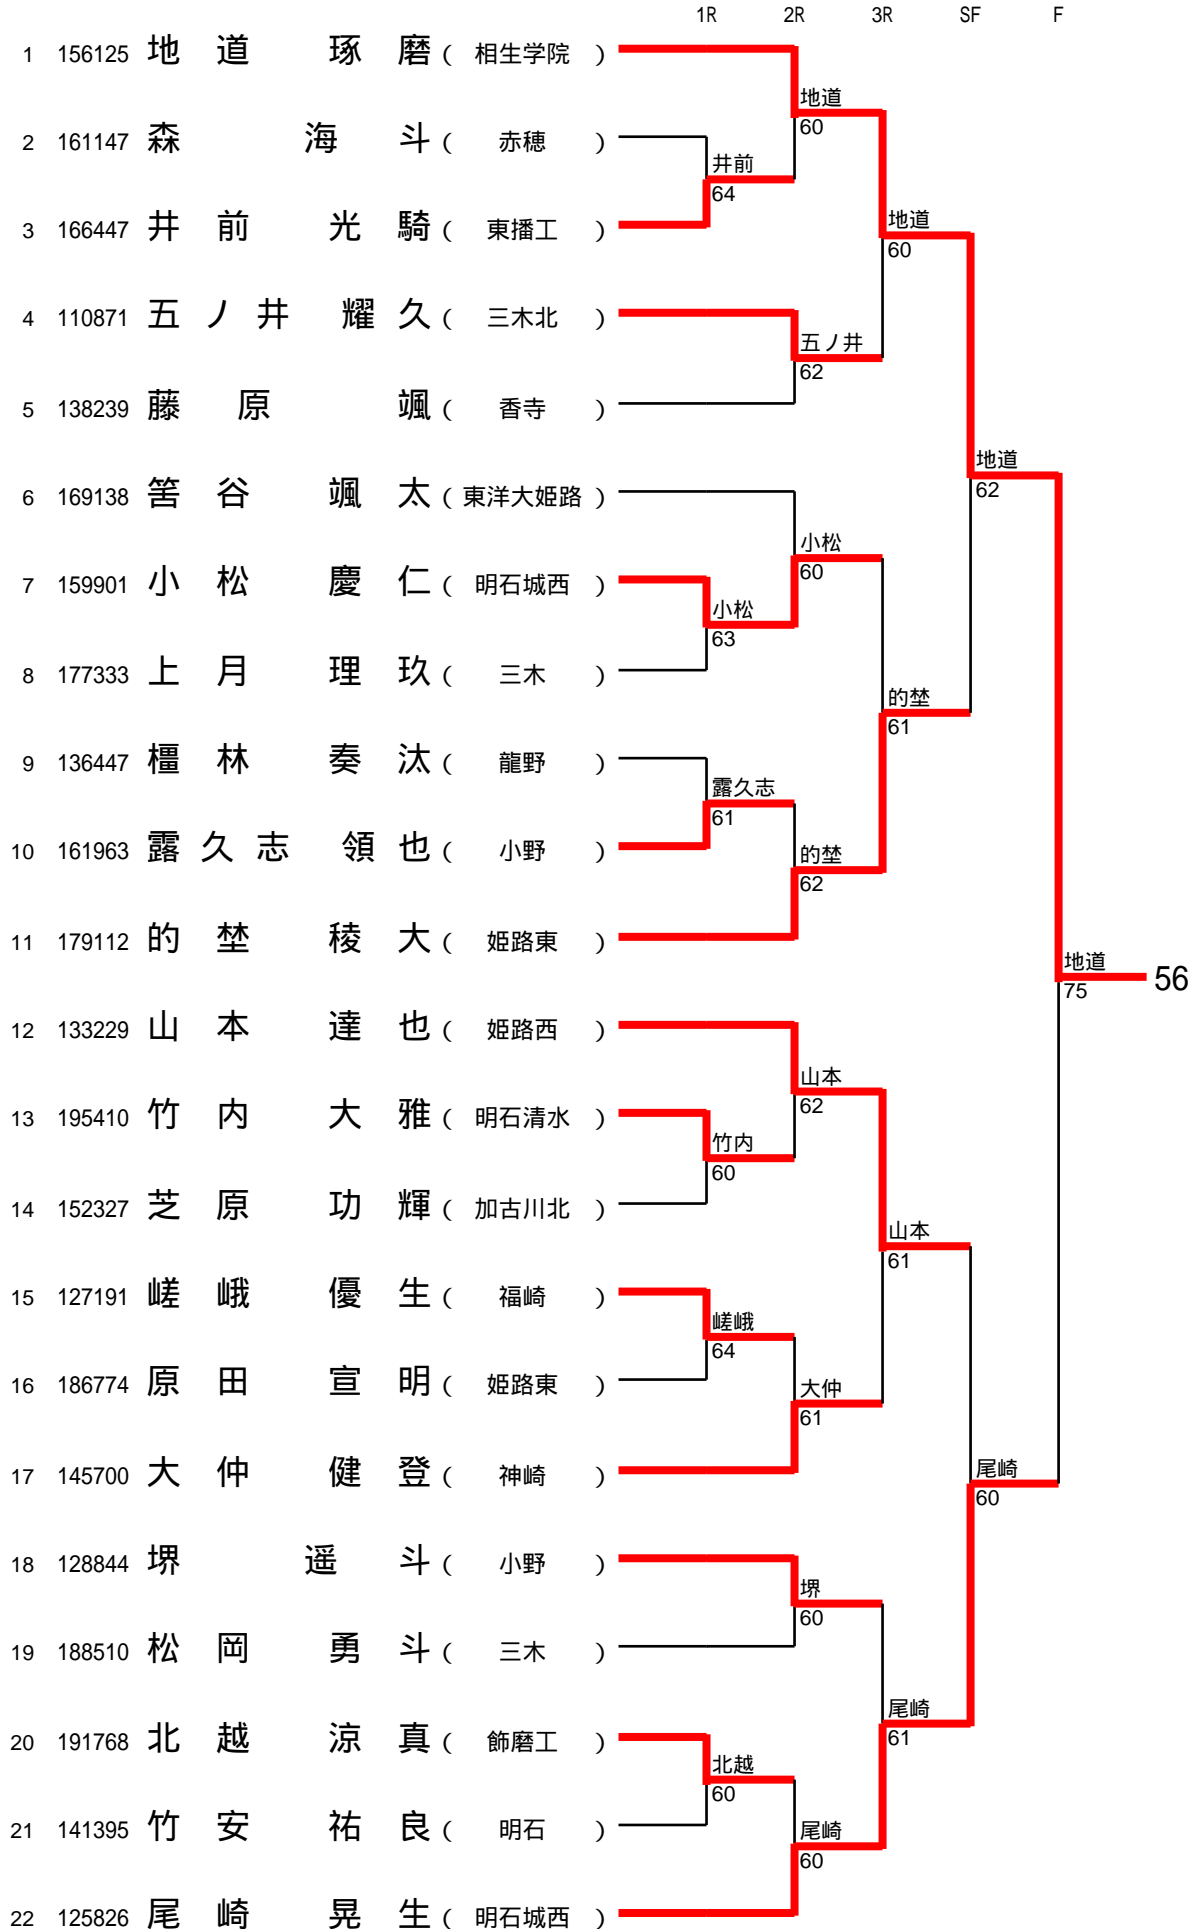 1R 2R 3R SF F
1 156125 地道 琢磨 ( 相生学院 )
地道
60
2 161147 森 海斗 ( 赤穂 )
井前
64
3 166447 井前 光騎 ( 東播工 )
地道
60
4 110871 五ノ井 耀久 ( 三木北 )
五ノ井
62
5 138239 藤原 颯 ( 香寺 )
地道
62
6 169138 筈谷 颯太 ( 東洋大姫路 )
小松
60
7 159901 小松 慶仁 ( 明石城西 )
小松
63
8 177333 上月 理玖 ( 三木 )
的埜
61
9 136447 橿林 奏汰 ( 龍野 )
露久志
61
10 161963 露久志 領也 ( 小野 )
的埜
62
11 179112 的埜 稜大 ( 姫路東 )
地道
75
56
12 133229 山本 達也 ( 姫路西 )
山本
62
13 195410 竹内 大雅 ( 明石清水 )
竹内
60
14 152327 芝原 功輝 ( 加古川北 )
山本
61
15 127191 嵯峨 優生 ( 福崎 )
嵯峨
64
16 186774 原田 宣明 ( 姫路東 )
大仲
61
17 145700 大仲 健登 ( 神崎 )
尾崎
60
18 128844 堺 遥斗 ( 小野 )
堺
60
19 188510 松岡 勇斗 ( 三木 )
尾崎
61
20 191768 北越 涼真 ( 飾磨工 )
北越
60
21 141395 竹安 祐良 ( 明石 )
尾崎
60
22 125826 尾崎 晃生 ( 明石城西 )